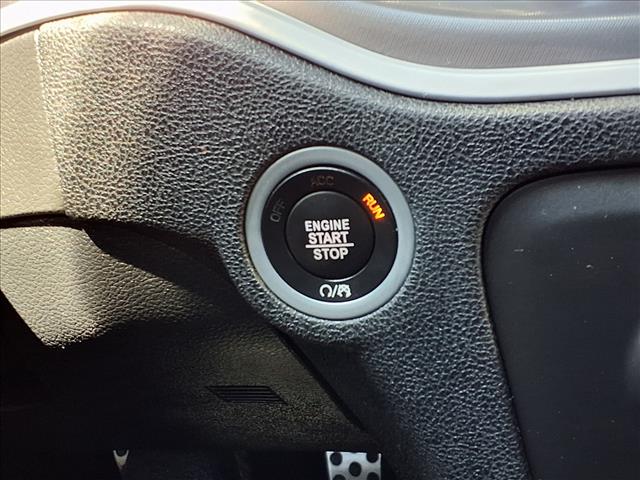 ACC
OFF
RUN
ENGINE
START
STOP